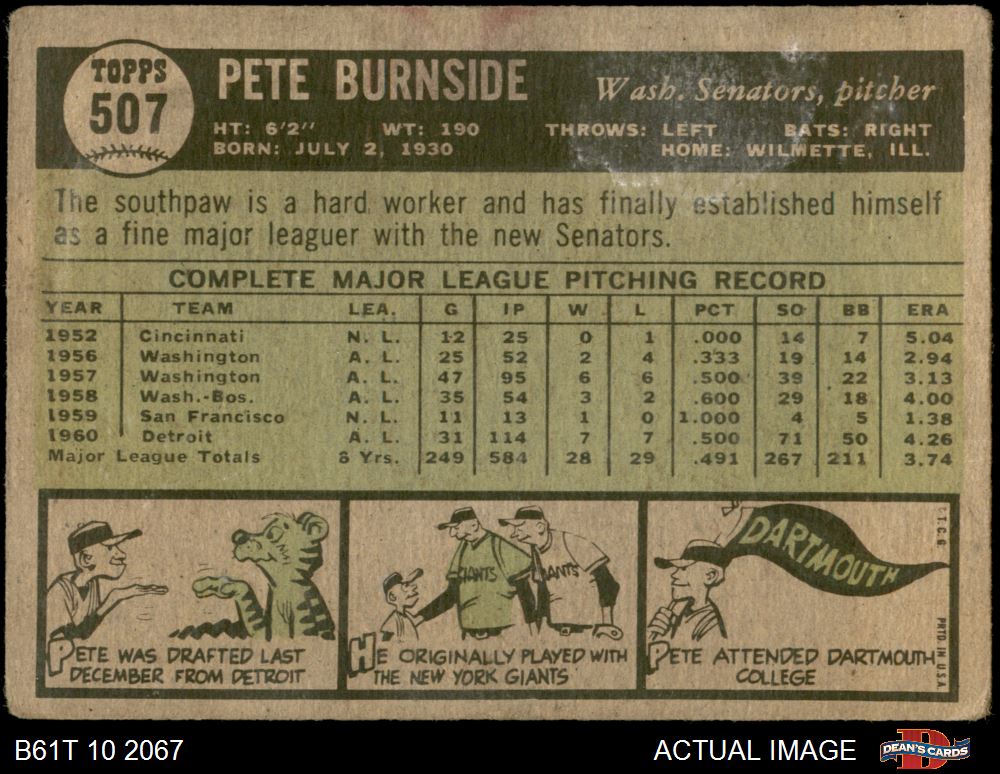 TOPPS
507
PETE BURNSIDE
Wash. Senators, pitcher
HT: 6'2" WT: 190 THROWS: LEFT BATS: RIGHT
BORN: JULY 2, 1930 HOME: WILMETTE, ILL.
The southpaw is a hard worker and has finally established himself
as a fine major leaguer with the new Senators.
COMPLETE MAJOR LEAGUE PITCHING RECORD
YEAR TEAM LEA. G IP W L PCT SO BB ERA
1952 Cincinnati N. L. 12 25 0 1 .000 14 7 5.04
1956 Washington A. L. 25 52 2 4 .333 19 14 2.94
1957 Washington A. L. 47 95 6 6 .500 39 22 3.13
1958 Wash.-Bos. A. L. 35 54 3 2 .600 29 18 4.00
1959 San Francisco N. L. 11 13 1 0 1.000 4 5 1.38
1960 Detroit A. L. 31 114 7 7 .500 71 50 4.26
Major League Totals 8 Yrs. 249 584 28 29 .491 267 211 3.74
PETE WAS DRAFTED LAST
DECEMBER FROM DETROIT
GIANTS
IANTS
HE ORIGINALLY PLAYED WITH
THE NEW YORK GIANTS
DARTMOUTH
PETE ATTENDED DARTMOUTH
COLLEGE
T.C.G.
PRTD. IN U.S.A.
B61T 10 2067
ACTUAL IMAGE
DEAN'S CARDS